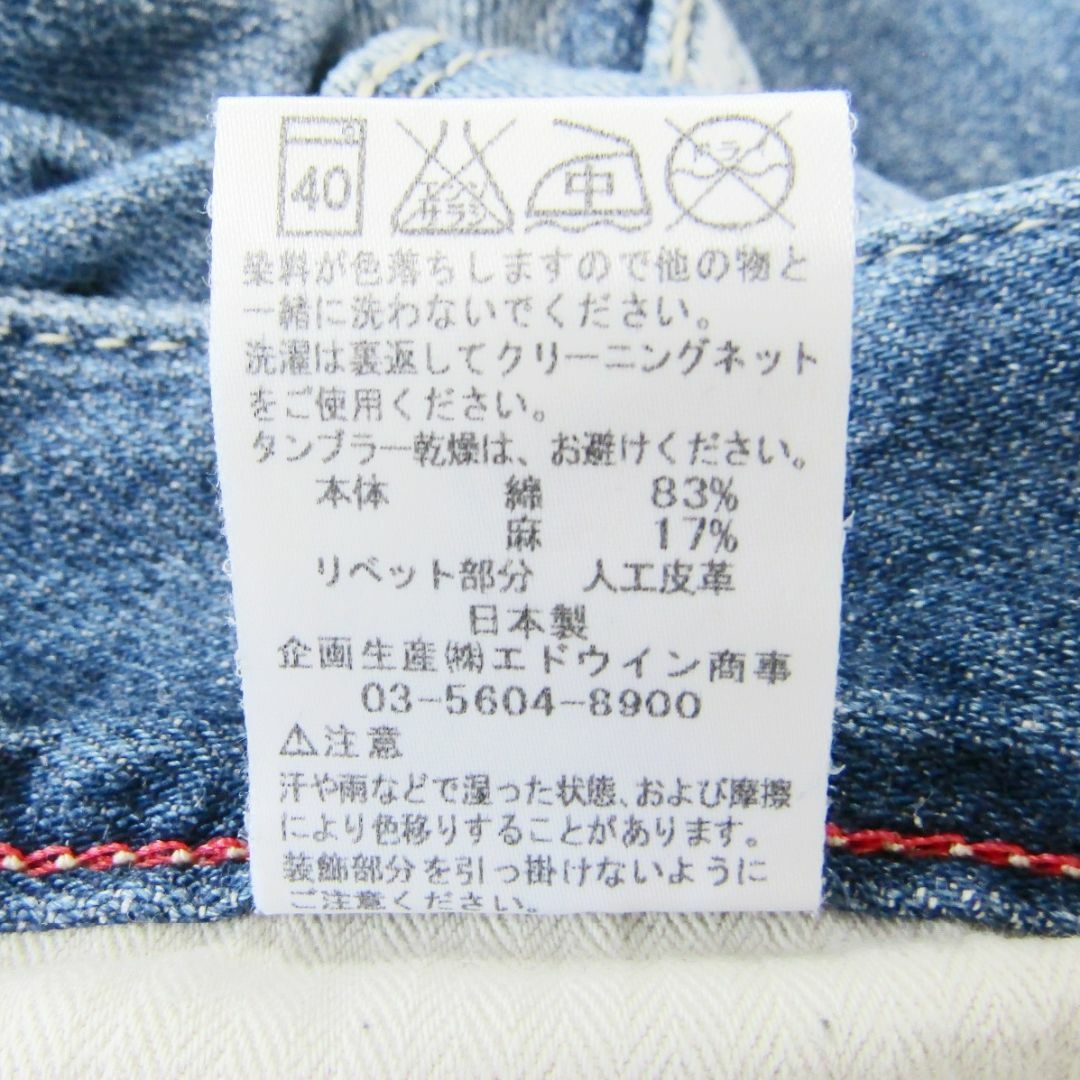 40
エンソ
サラシ
中
ドライ
染料が色落ちしますので他の物と
一緒に洗わないでください。
洗濯は裏返してクリーニングネット
をご使用ください。
タンブラー乾燥は、お避けください。
本体 綿 83%
麻 17%
リベット部分 人工皮革
日本製
企画生産㈱エドウイン商事
03-5604-8900
⚠注意
汗や雨などで湿った状態、および摩擦
により色移りすることがあります。
装飾部分を引っ掛けないように
ご注意ください。